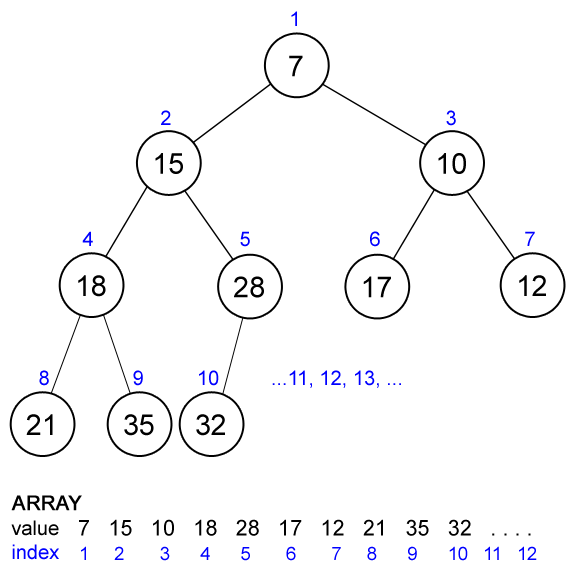 1
7
2 3
15 10
4 5 6 7
18 28 17 12
8 9 10 ...11, 12, 13, ...
21 35 32
ARRAY
value 7 15 10 18 28 17 12 21 35 32 . . . .
index 1 2 3 4 5 6 7 8 9 10 11 12